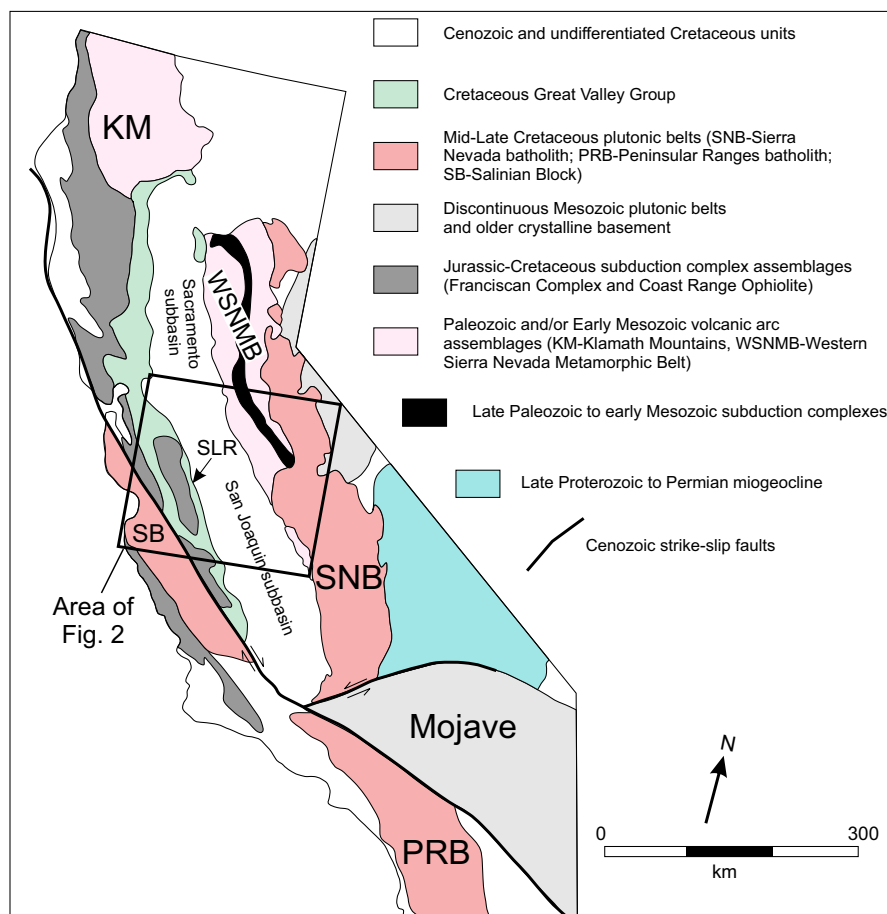 Cenozoic and undifferentiated Cretaceous units
Cretaceous Great Valley Group
Mid-Late Cretaceous plutonic belts (SNB-Sierra
Nevada batholith; PRB-Peninsular Ranges batholith;
SB-Salinian Block)
Discontinuous Mesozoic plutonic belts
and older crystalline basement
Jurassic-Cretaceous subduction complex assemblages
(Franciscan Complex and Coast Range Ophiolite)
Paleozoic and/or Early Mesozoic volcanic arc
assemblages (KM-Klamath Mountains, WSNMB-Western
Sierra Nevada Metamorphic Belt)
Late Paleozoic to early Mesozoic subduction complexes
Late Proterozoic to Permian miogeocline
Cenozoic strike-slip faults
KM
Sacramento
subbasin
WSNMB
SLR
SB
San Joaquin subbasin
SNB
Area of
Fig. 2
Mojave
PRB
N
0
300
km